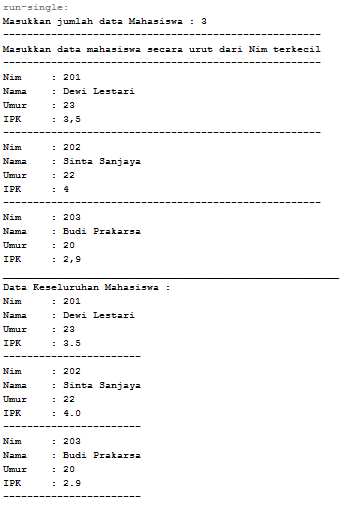 run-single:
Masukkan jumlah data Mahasiswa : 3
-----------------------------------------------------
Masukkan data mahasiswa secara urut dari Nim terkecil
-----------------------------------------------------
Nim     : 201
Nama    : Dewi Lestari
Umur    : 23
IPK     : 3,5
-----------------------------------------------------
Nim     : 202
Nama    : Sinta Sanjaya
Umur    : 22
IPK     : 4
-----------------------------------------------------
Nim     : 203
Nama    : Budi Prakarsa
Umur    : 20
IPK     : 2,9
________________________________________________________
Data Keseluruhan Mahasiswa :
Nim     : 201
Nama    : Dewi Lestari
Umur    : 23
IPK     : 3.5
-----------------------
Nim     : 202
Nama    : Sinta Sanjaya
Umur    : 22
IPK     : 4.0
-----------------------
Nim     : 203
Nama    : Budi Prakarsa
Umur    : 20
IPK     : 2.9
-----------------------